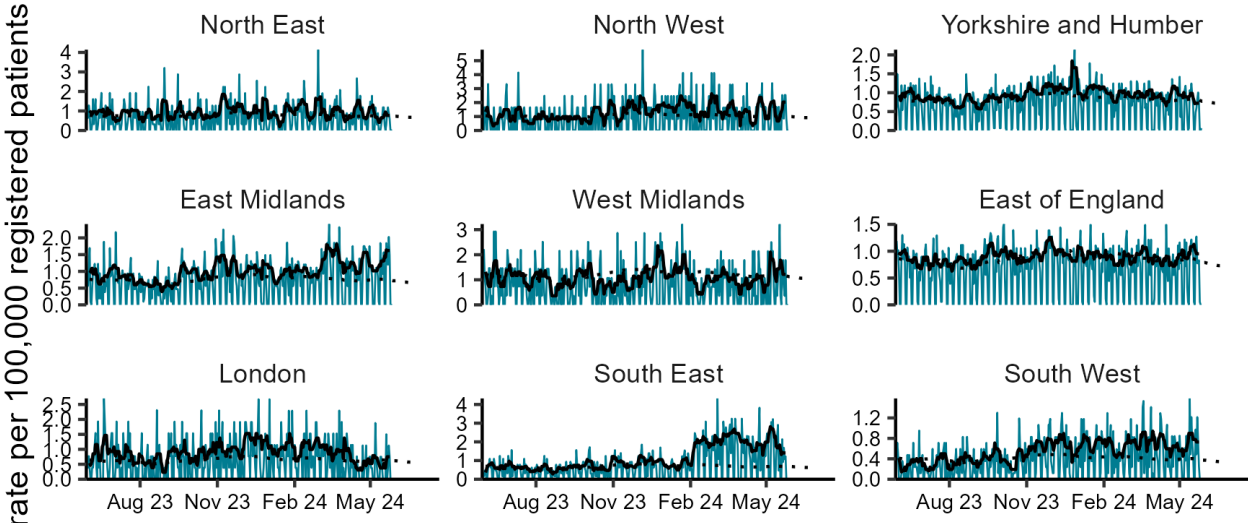 rate per 100,000 registered patients
North East North West Yorkshire and Humber
4 3 2 1 0
5 4 3 2 1 0
2.0 1.5 1.0 0.5 0.0
East Midlands West Midlands East of England
2.0 1.5 1.0 0.5 0.0
3 2 1 0
1.5 1.0 0.5 0.0
London South East South West
2.5 2.0 1.5 1.0 0.5 0.0
4 3 2 1 0
1.2 0.8 0.4 0.0
Aug 23 Nov 23 Feb 24 May 24 Aug 23 Nov 23 Feb 24 May 24 Aug 23 Nov 23 Feb 24 May 24